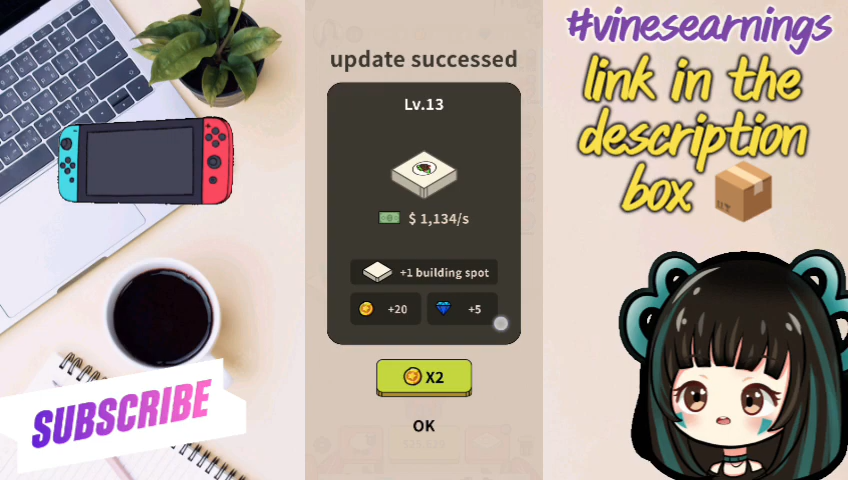 #vinesearnings
link in the
description
box
update successed
Lv.13
$ 1,134/s
+1 building spot
+20
+5
X2
OK
SUBSCRIBE